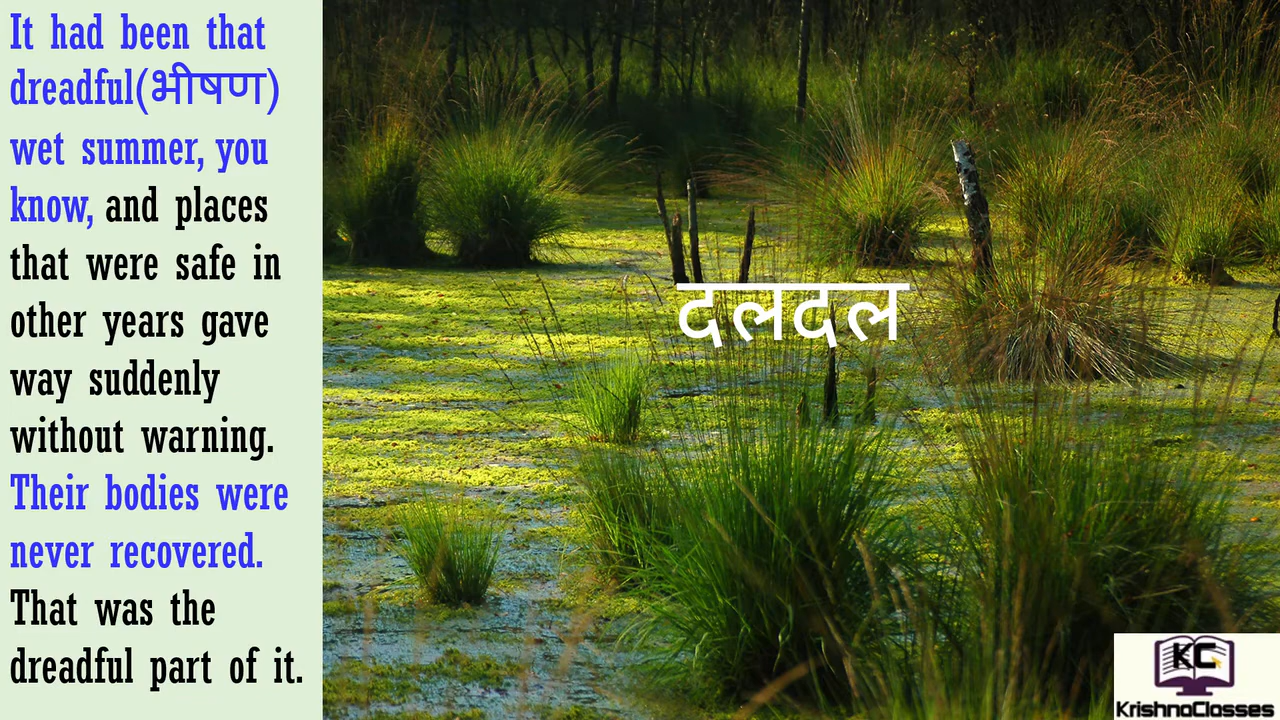 It had been that
dreadful(भीषण)
wet summer, you
know, and places
that were safe in
other years gave
way suddenly
without warning.
Their bodies were
never recovered.
That was the
dreadful part of it.
दलदल
KC
KrishnaClasses